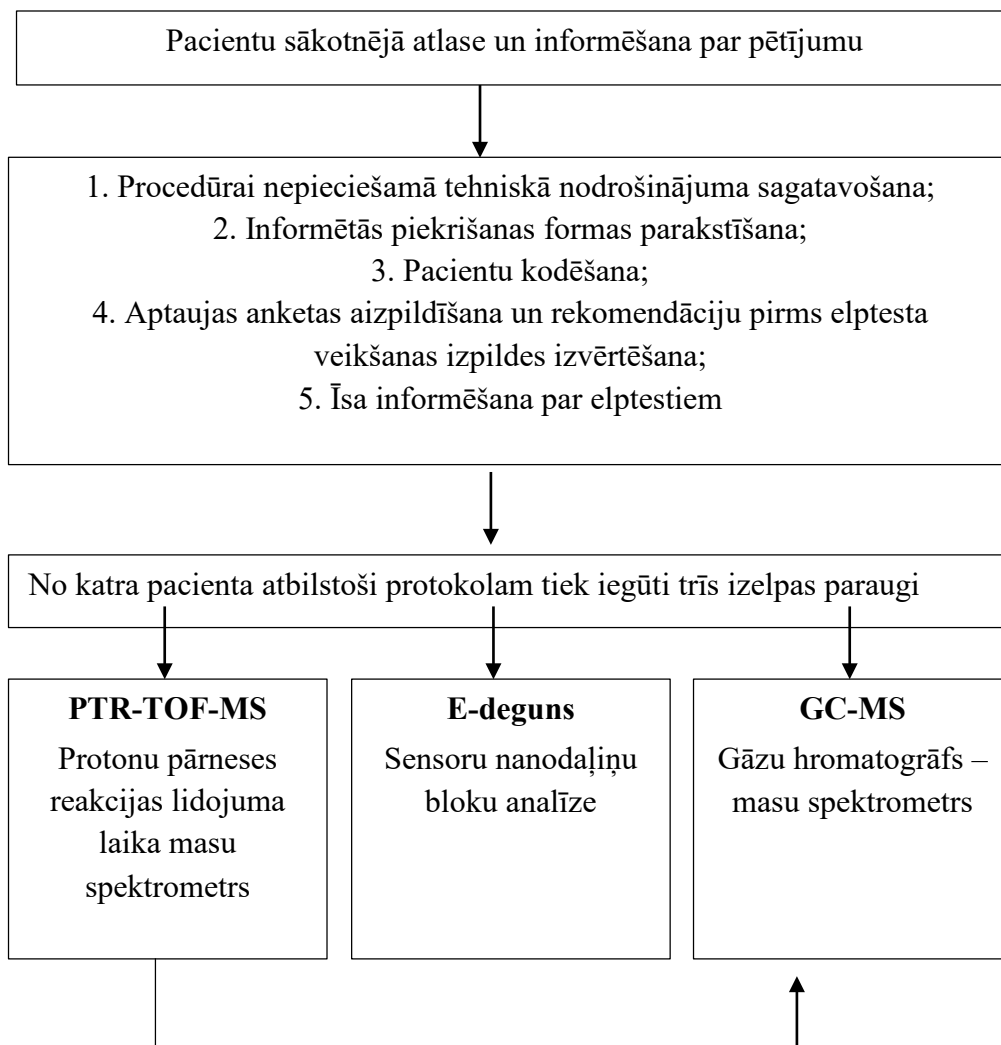 Pacientu sākotnējā atlase un informēšana par pētījumu
1. Procedūrai nepieciešamā tehniskā nodrošinājuma sagatavošana;
2. Informētās piekrišanas formas parakstīšana;
3. Pacientu kodēšana;
4. Aptaujas anketas aizpildīšana un rekomendāciju pirms elptesta
veikšanas izpildes izvērtēšana;
5. Īsa informēšana par elptestiem
No katra pacienta atbilstoši protokolam tiek iegūti trīs izelpas paraugi
PTR-TOF-MS
Protonu pārneses
reakcijas lidojuma
laika masu
spektrometrs
E-deguns
Sensoru nanodaļiņu
bloku analīze
GC-MS
Gāzu hromatogrāfs –
masu spektrometrs